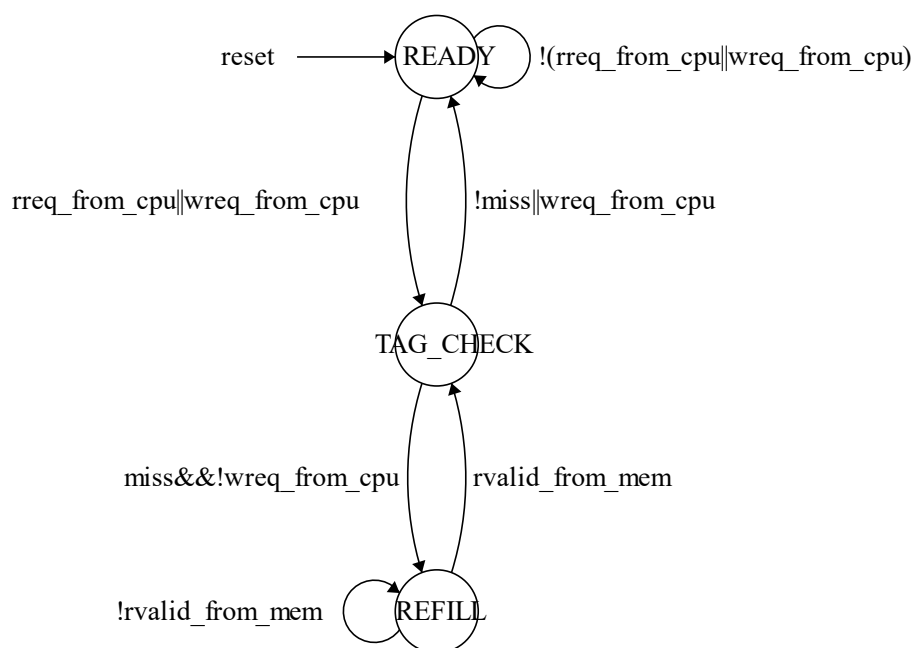 reset
READY
!(rreq_from_cpu||wreq_from_cpu)
rreq_from_cpu||wreq_from_cpu
!miss||wreq_from_cpu
TAG_CHECK
miss&&!wreq_from_cpu
rvalid_from_mem
!rvalid_from_mem
REFILL